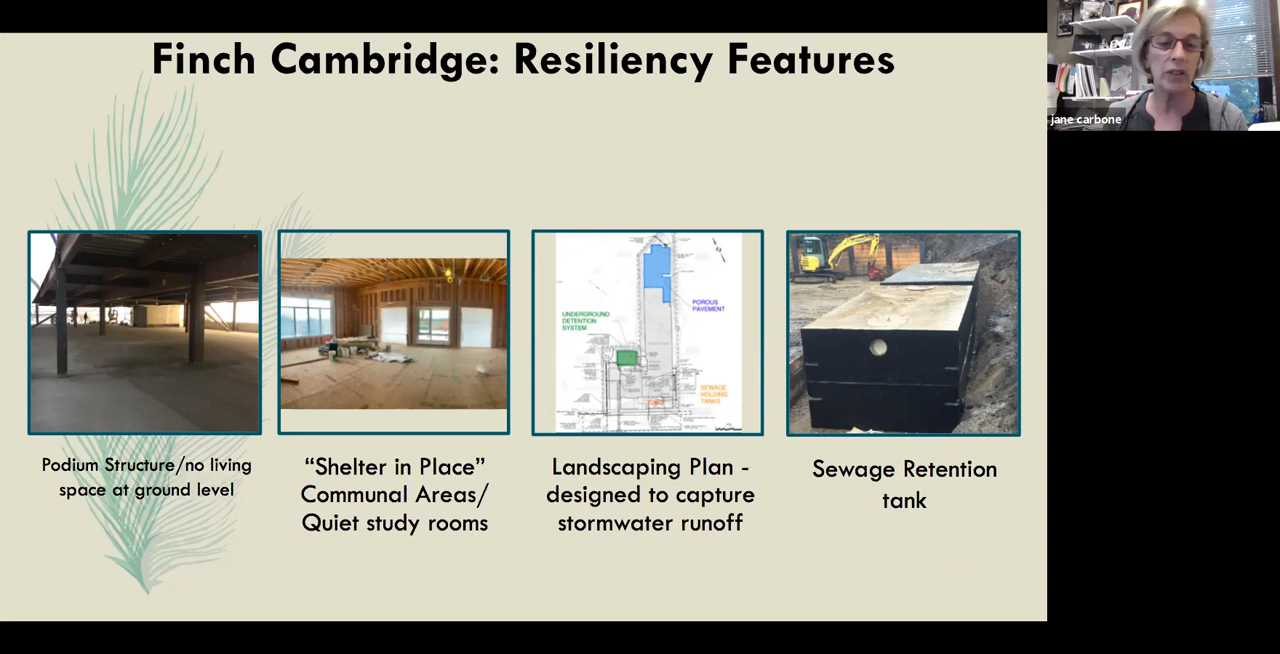 Finch Cambridge: Resiliency Features
jane carbone
UNDERGROUND
DETENTION
SYSTEM
POROUS
PAVEMENT
SEWAGE
HOLDING
TANKS
Podium Structure/no living
space at ground level
“Shelter in Place”
Communal Areas/
Quiet study rooms
Landscaping Plan -
designed to capture
stormwater runoff
Sewage Retention
tank